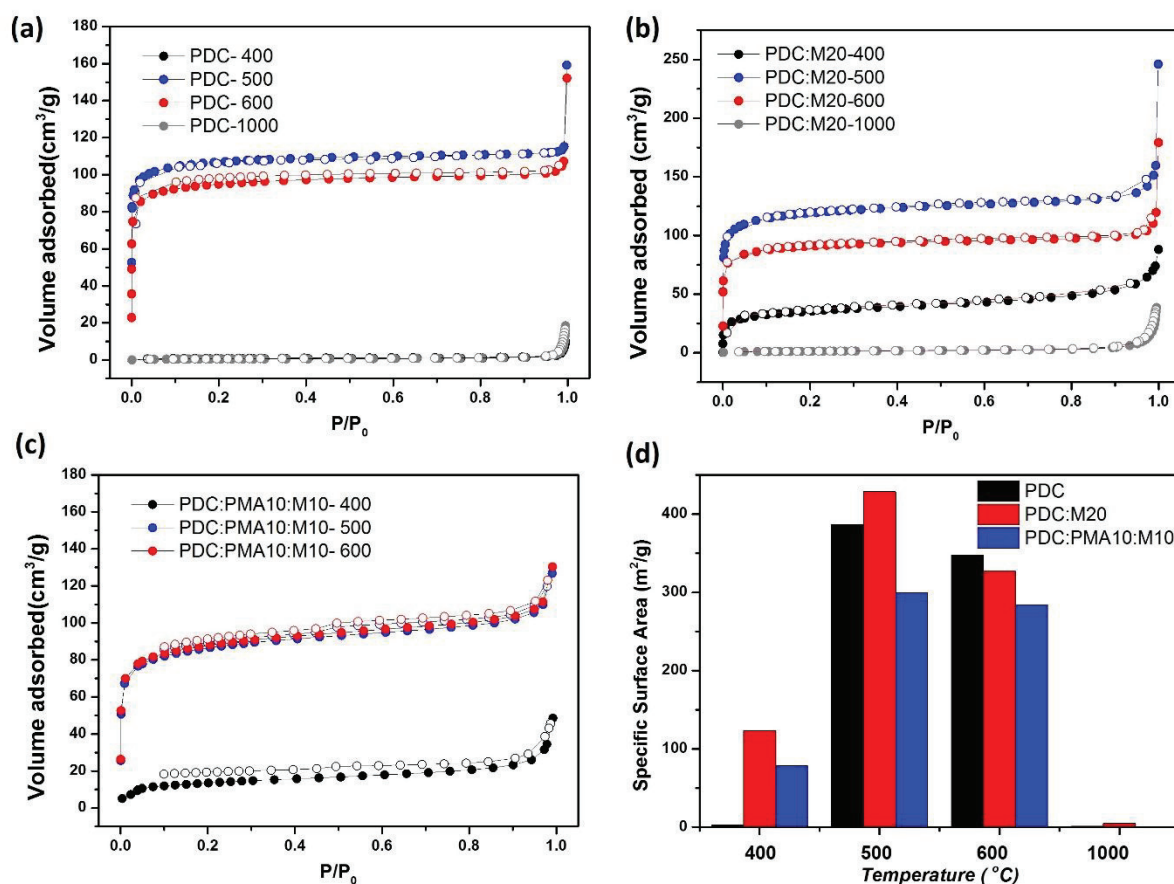 (a)
PDC- 400
PDC- 500
PDC- 600
PDC-1000
Volume adsorbed(cm³/g)
180
160
140
120
100
80
60
40
20
0
0.0 0.2 0.4 0.6 0.8 1.0
P/P₀
(b)
PDC:M20-400
PDC:M20-500
PDC:M20-600
PDC:M20-1000
Volume adsorbed (cm³/g)
250
200
150
100
50
0
0.0 0.2 0.4 0.6 0.8 1.0
P/P₀
(c)
PDC:PMA10:M10- 400
PDC:PMA10:M10- 500
PDC:PMA10:M10- 600
Volume adsorbed(cm³/g)
180
160
140
120
100
80
60
40
20
0
0.0 0.2 0.4 0.6 0.8 1.0
P/P₀
(d)
PDC
PDC:M20
PDC:PMA10:M10
Specific Surface Area (m²/g)
400
300
200
100
0
400 500 600 1000
Temperature ( °C)